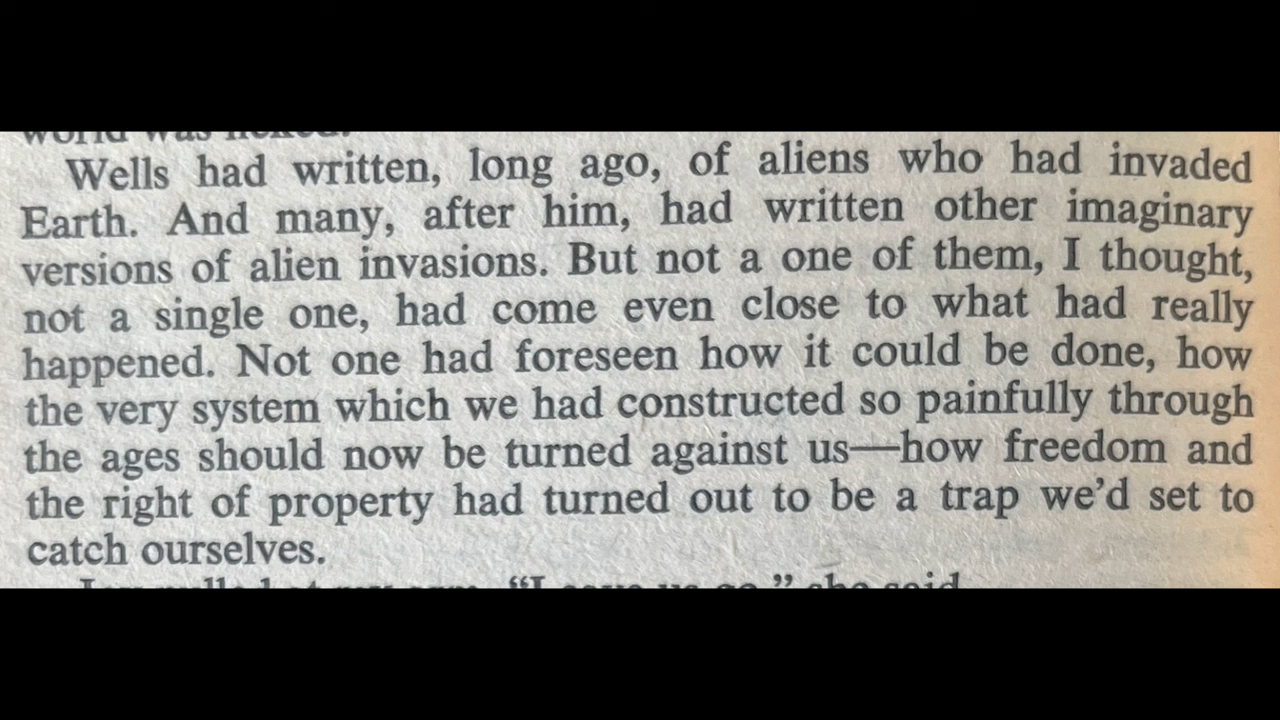 Wells had written, long ago, of aliens who had invaded
Earth. And many, after him, had written other imaginary
versions of alien invasions. But not a one of them, I thought,
not a single one, had come even close to what had really
happened. Not one had foreseen how it could be done, how
the very system which we had constructed so painfully through
the ages should now be turned against us—how freedom and
the right of property had turned out to be a trap we’d set to
catch ourselves.